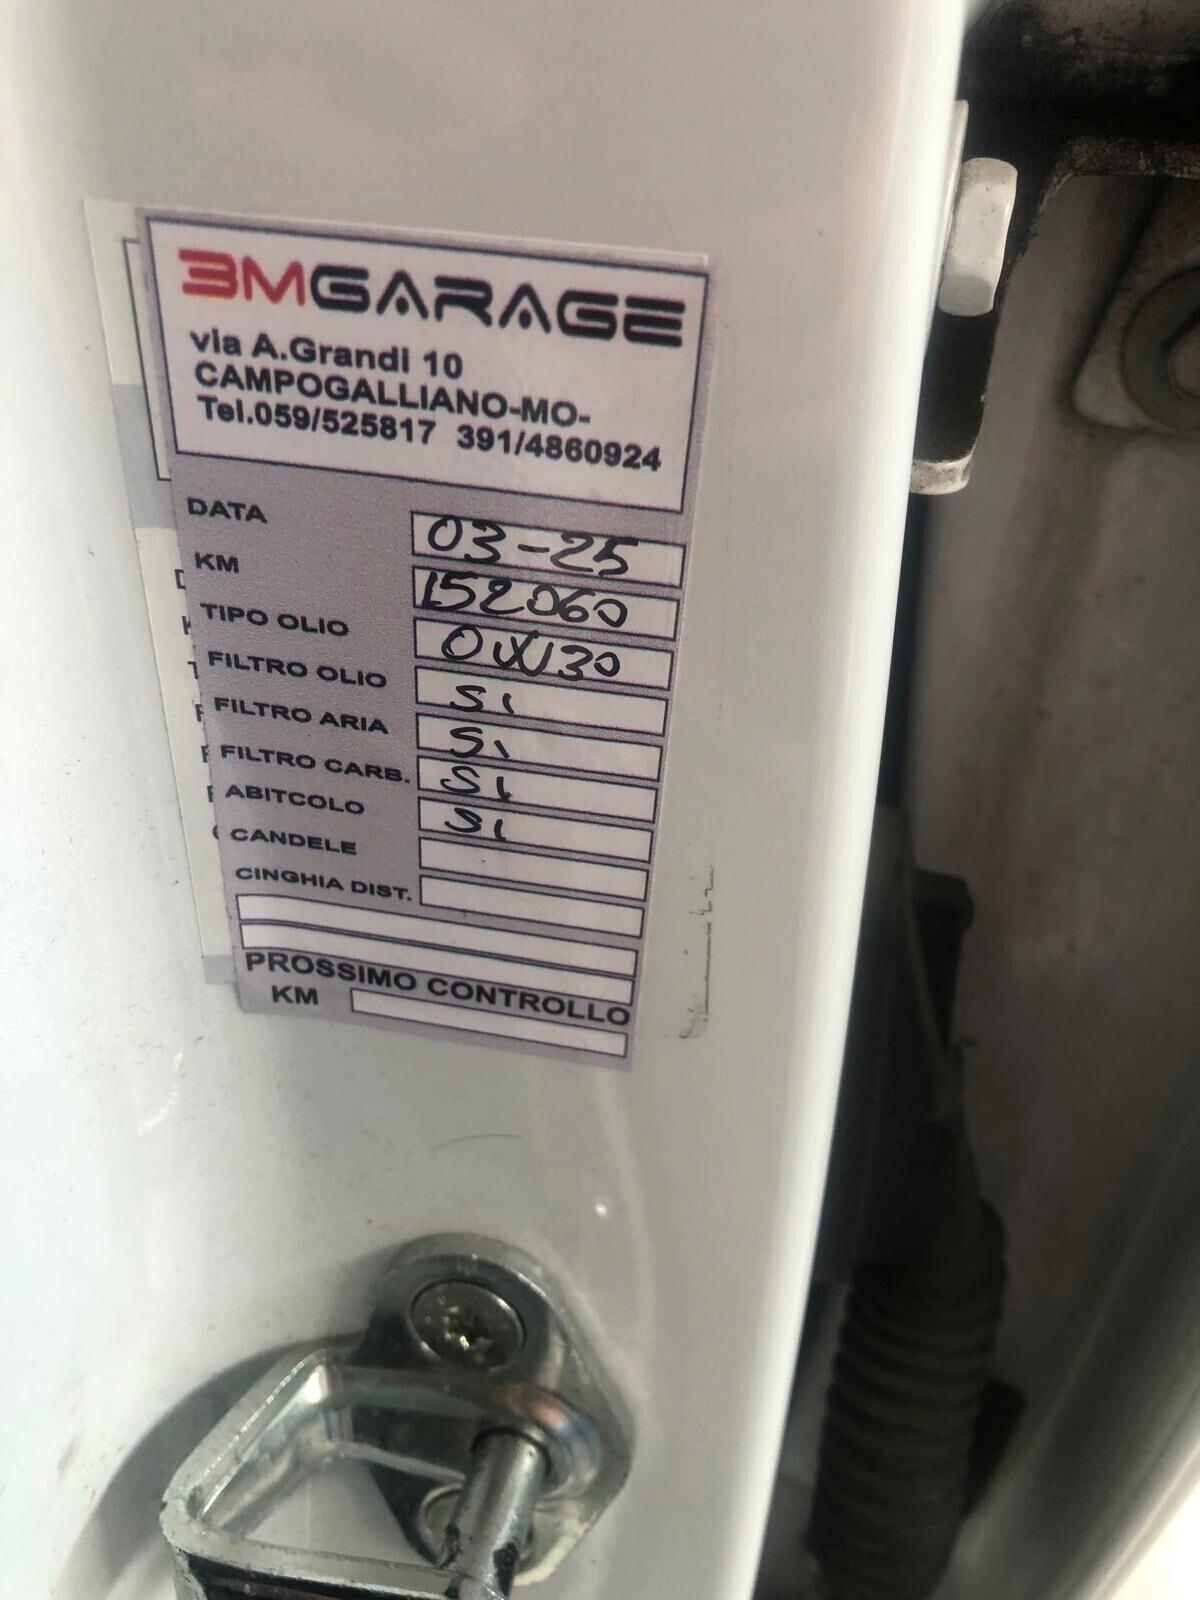 3MGARAGE
via A.Grandi 10
CAMPOGALLIANO-MO-
Tel.059/525817 391/4860924
DATA 03-25
KM 152060
TIPO OLIO 0W30
FILTRO OLIO SI
FILTRO ARIA SI
FILTRO CARB. SI
ABITCOLO SI
CANDELE
CINGHIA DIST.
PROSSIMO CONTROLLO
KM